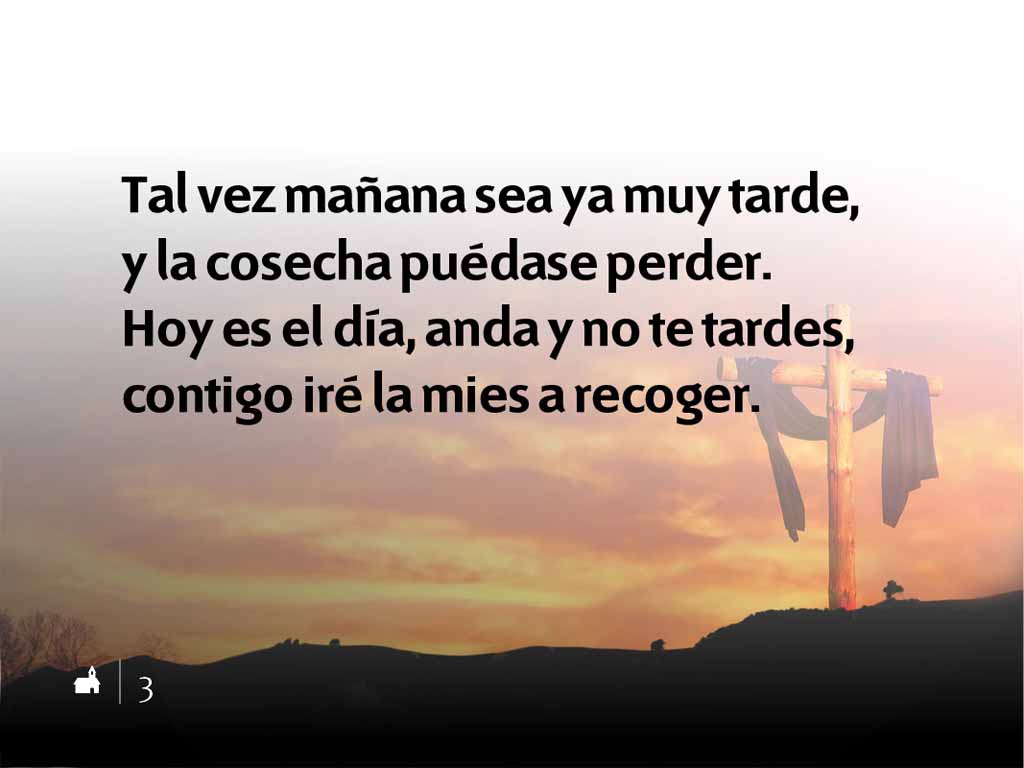 Tal vez mañana sea ya muy tarde,
y la cosecha puédase perder.
Hoy es el día, anda y no te tardes,
contigo iré la mies a recoger.
3